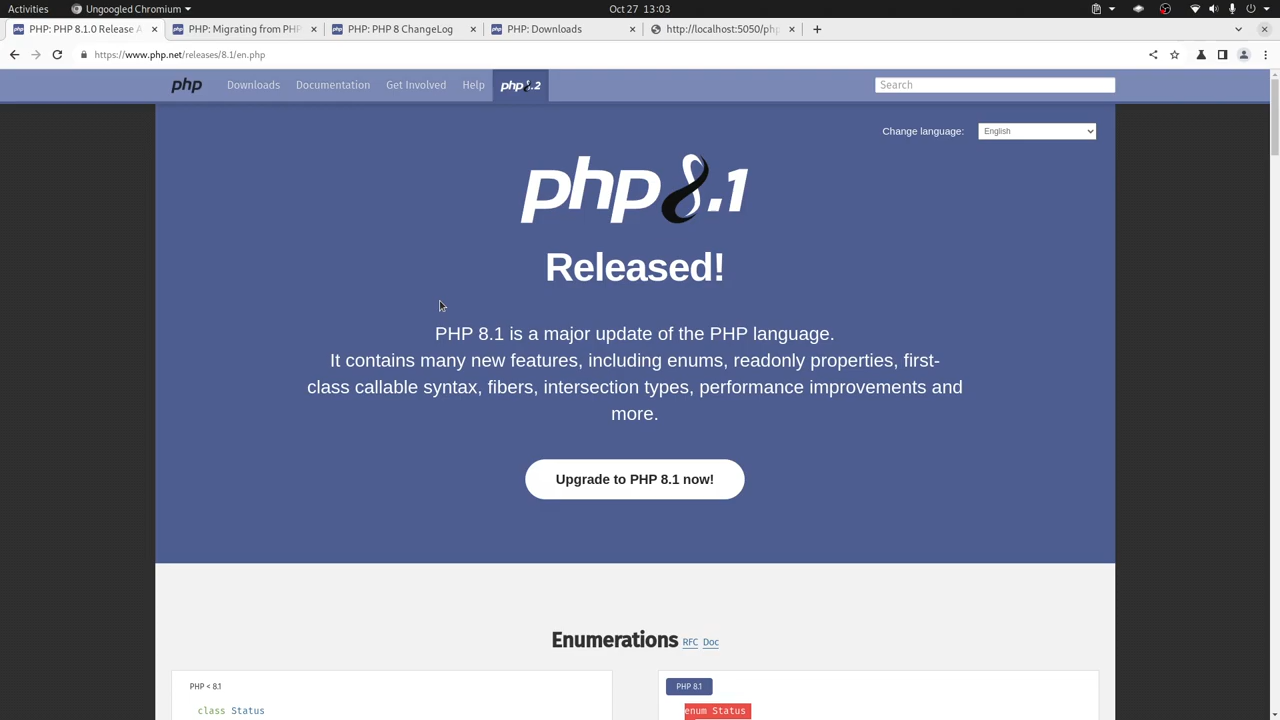 Activities
Ungoogled Chromium
Oct 27 13:03
PHP: PHP 8.1.0 Release A
PHP: Migrating from PHP
PHP: PHP 8 ChangeLog
PHP: Downloads
http://localhost:5050/php
https://www.php.net/releases/8.1/en.php
php
Downloads
Documentation
Get Involved
Help
php8.2
Search
Change language:
English
php8.1
Released!
PHP 8.1 is a major update of the PHP language.
It contains many new features, including enums, readonly properties, first-
class callable syntax, fibers, intersection types, performance improvements and
more.
Upgrade to PHP 8.1 now!
Enumerations RFC Doc
PHP < 8.1
class Status
PHP 8.1
enum Status